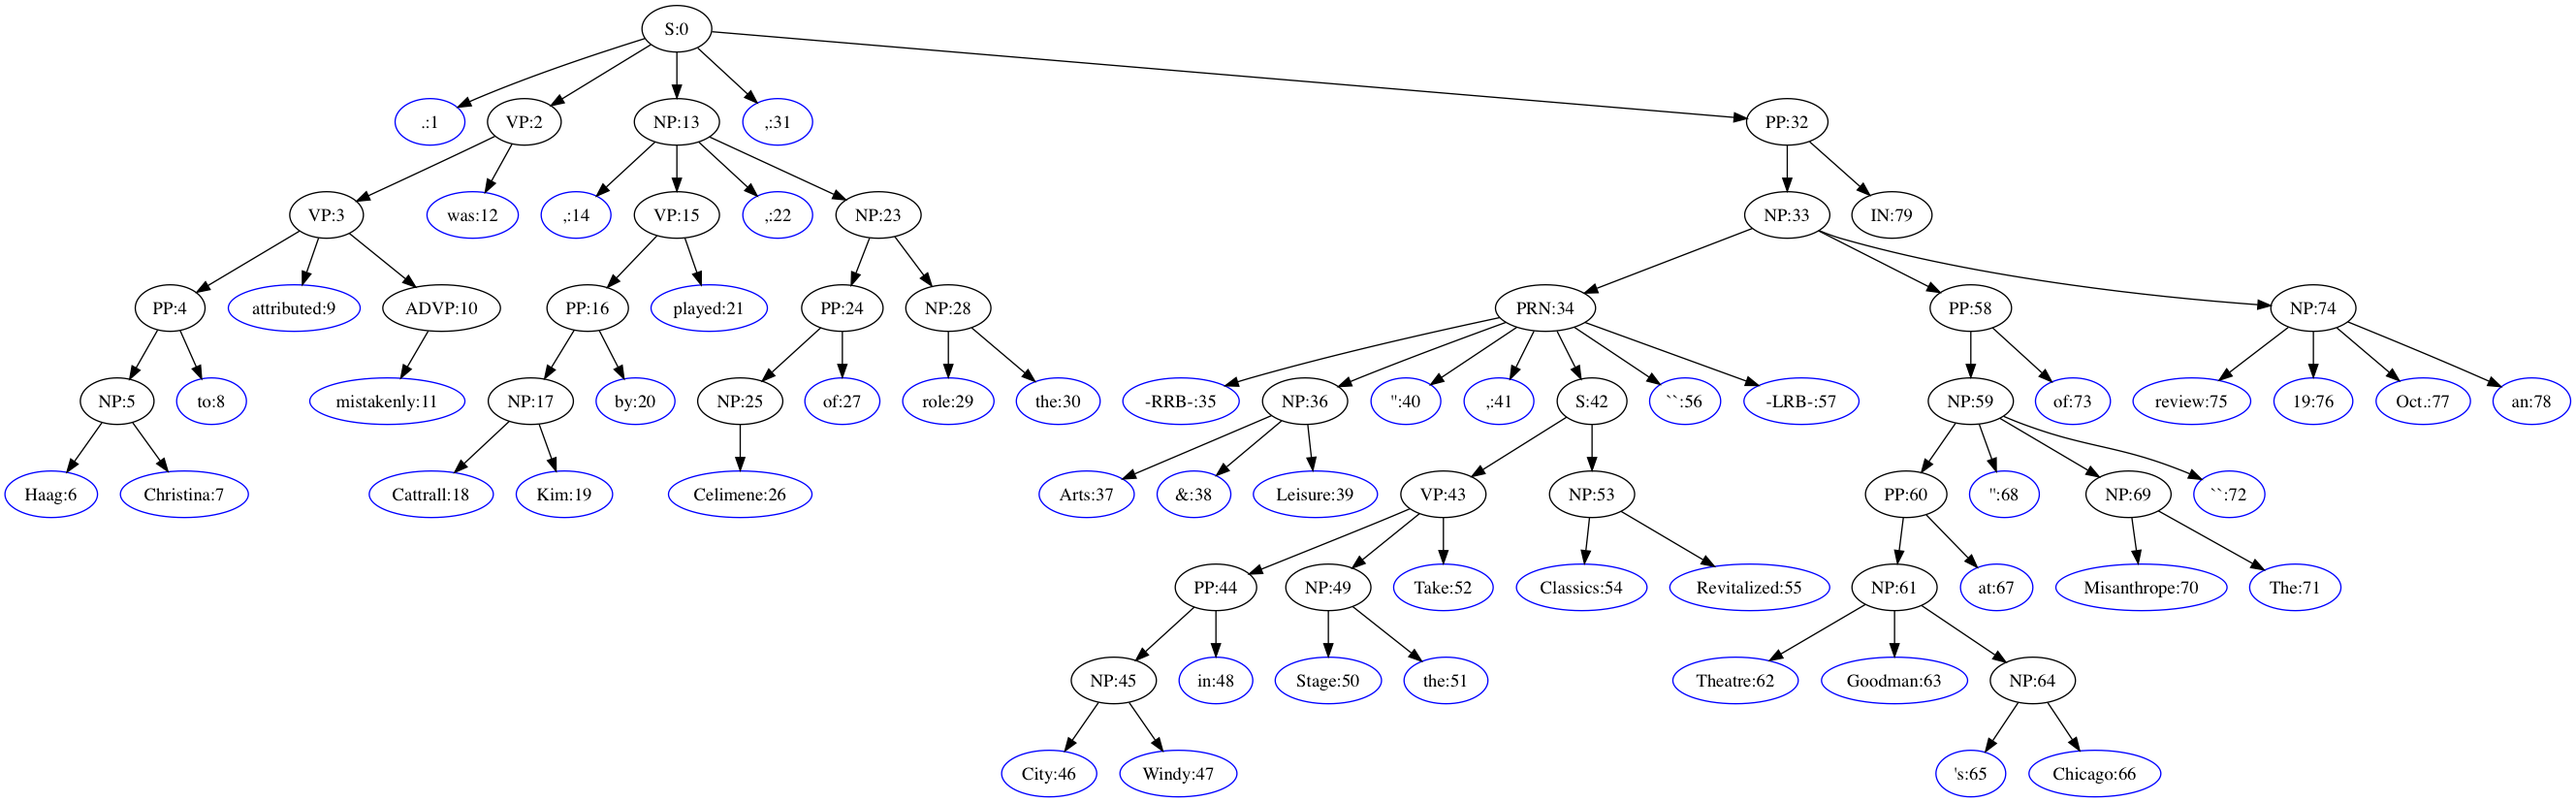 S:0
.:1 VP:2 NP:13 ,:31 PP:32
VP:3 was:12 ,:14 VP:15 ,:22 NP:23 NP:33 IN:79
PP:4 attributed:9 ADVP:10 PP:16 played:21 PP:24 NP:28 PRN:34 PP:58 NP:74
NP:5 to:8 mistakenly:11 NP:17 by:20 NP:25 of:27 role:29 the:30 -RRB-:35 NP:36 '':40 ,:41 S:42 ``:56 -LRB-:57 NP:59 of:73 review:75 19:76 Oct.:77 an:78
Haag:6 Christina:7 Cattrall:18 Kim:19 Celimene:26 Arts:37 &:38 Leisure:39 VP:43 NP:53 PP:60 '':68 NP:69 ``:72
PP:44 NP:49 Take:52 Classics:54 Revitalized:55 NP:61 at:67 Misanthrope:70 The:71
NP:45 in:48 Stage:50 the:51 Theatre:62 Goodman:63 NP:64
City:46 Windy:47 's:65 Chicago:66